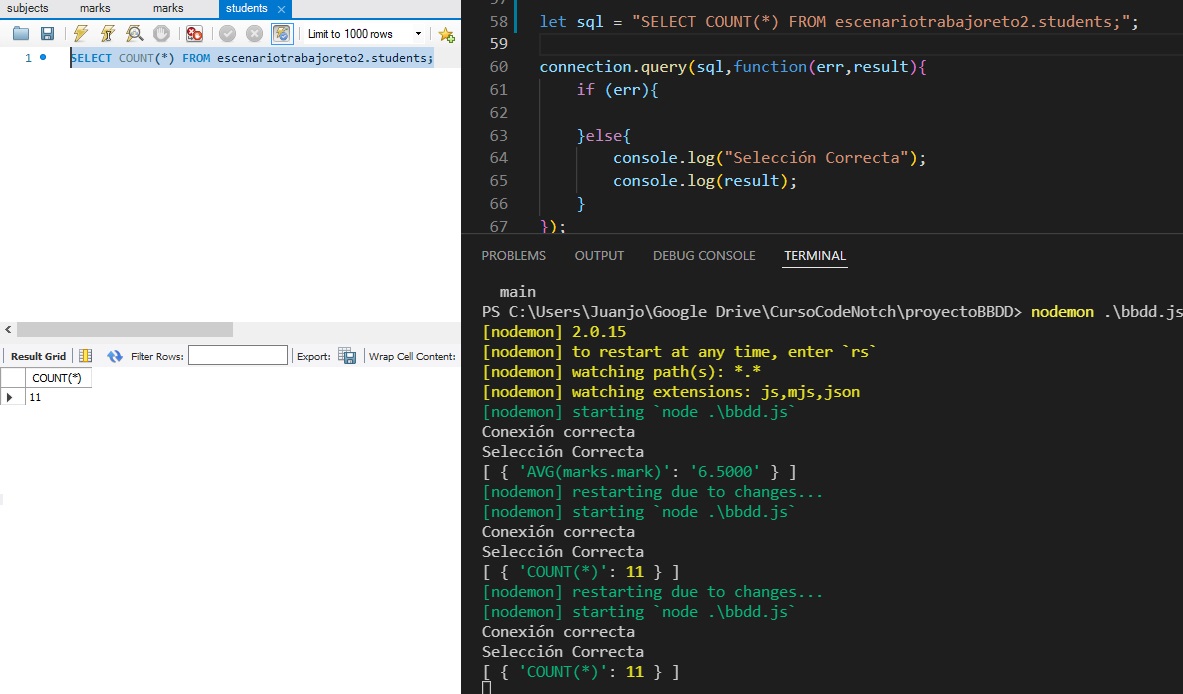 subjects marks marks students ×
Limit to 1000 rows
1 SELECT COUNT(*) FROM escenariotrabajoreto2.students;
Result Grid Filter Rows: Export: Wrap Cell Content:
COUNT(*)
11
58 let sql = "SELECT COUNT(*) FROM escenariotrabajoreto2.students;";
59
60 connection.query(sql,function(err,result){
61 if (err){
62
63 }else{
64 console.log("Selección Correcta");
65 console.log(result);
66 }
67 });
PROBLEMS OUTPUT DEBUG CONSOLE TERMINAL
main
PS C:\Users\Juanjo\Google Drive\CursoCodeNotch\proyectoBBDD> nodemon .\bbdd.js
[nodemon] 2.0.15
[nodemon] to restart at any time, enter `rs`
[nodemon] watching path(s): *.*
[nodemon] watching extensions: js,mjs,json
[nodemon] starting `node .\bbdd.js`
Conexión correcta
Selección Correcta
[ { 'AVG(marks.mark)': '6.5000' } ]
[nodemon] restarting due to changes...
[nodemon] starting `node .\bbdd.js`
Conexión correcta
Selección Correcta
[ { 'COUNT(*)': 11 } ]
[nodemon] restarting due to changes...
[nodemon] starting `node .\bbdd.js`
Conexión correcta
Selección Correcta
[ { 'COUNT(*)': 11 } ]